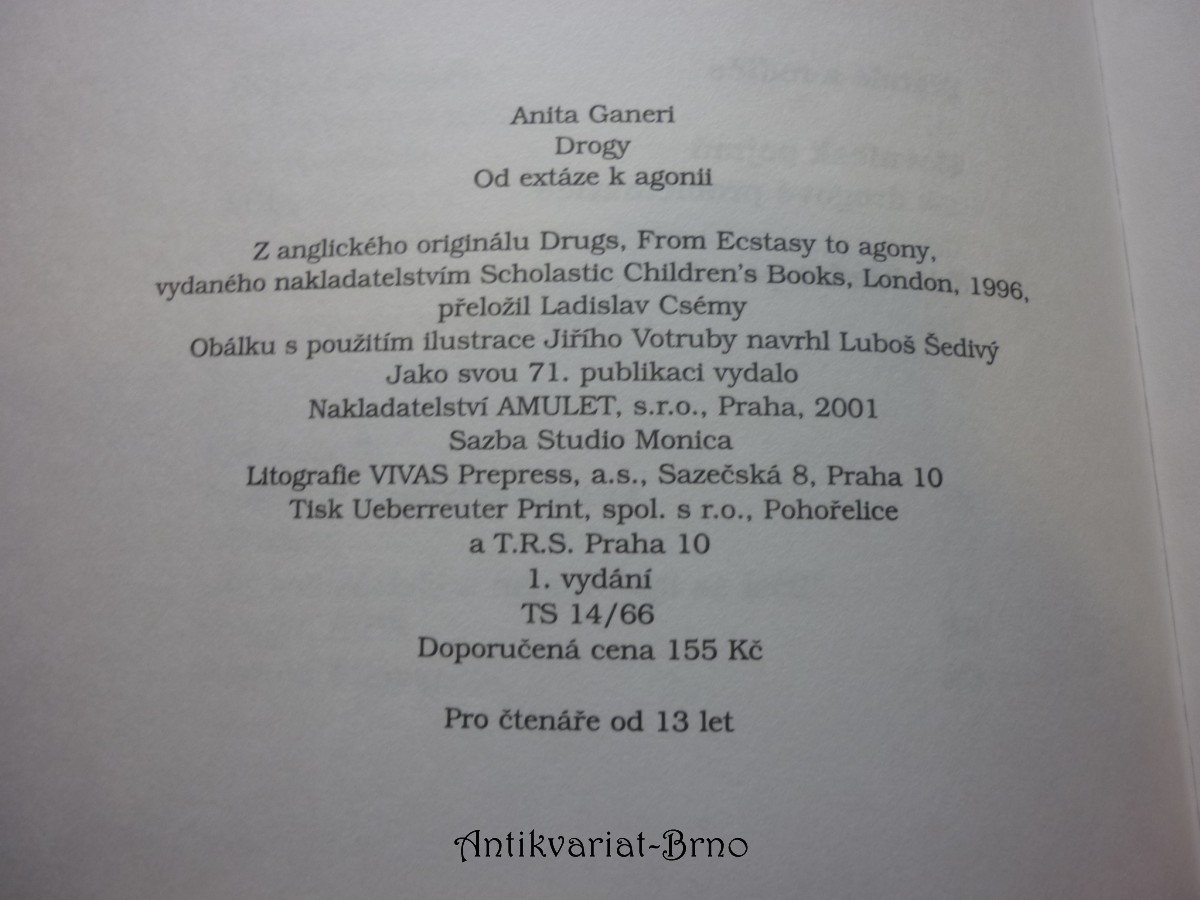 Anita Ganeri
Drogy
Od extáze k agonii
Z anglického originálu Drugs, From Ecstasy to agony,
vydaného nakladatelstvím Scholastic Children's Books, London, 1996,
přeložil Ladislav Csémy
Obálku s použitím ilustrace Jiřího Votruby navrhl Luboš Šedivý
Jako svou 71. publikaci vydalo
Nakladatelství AMULET, s.r.o., Praha, 2001
Sazba Studio Monica
Litografie VIVAS Prepress, a.s., Sazečská 8, Praha 10
Tisk Ueberreuter Print, spol. s r.o., Pohořelice
a T.R.S. Praha 10
1. vydání
TS 14/66
Doporučená cena 155 Kč
Pro čtenáře od 13 let
Antikvariat-Brno